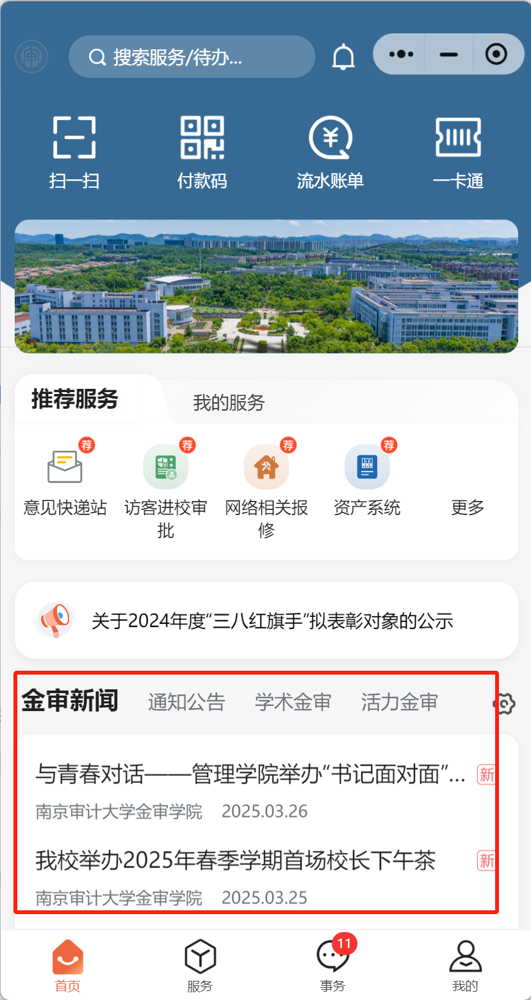 搜索服务/待办...
扫一扫
付款码
流水账单
一卡通
推荐服务
我的服务
荐
荐
荐
荐
意见快递站
访客进校审
批
网络相关报
修
资产系统
更多
关于2024年度“三八红旗手”拟表彰对象的公示
金审新闻
通知公告
学术金审
活力金审
与青春对话——管理学院举办“书记面对面”...
新
南京审计大学金审学院 2025.03.26
我校举办2025年春季学期首场校长下午茶
新
南京审计大学金审学院 2025.03.25
11
首页
服务
事务
我的